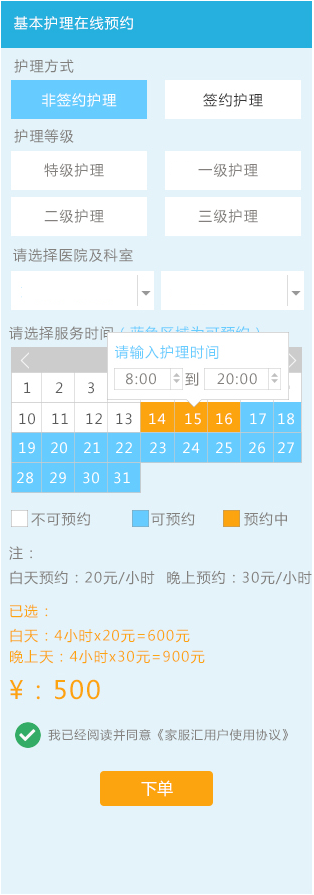 基本护理在线预约
护理方式
非签约护理 签约护理
护理等级
特级护理 一级护理
二级护理 三级护理
请选择医院及科室
请选择服务时间（蓝色区域为可预约）
请输入护理时间
8:00 到 20:00
1 2 3
10 11 12 13 14 15 16 17 18
19 20 21 22 23 24 25 26 27
28 29 30 31
不可预约 可预约 预约中
注：
白天预约：20元/小时 晚上预约：30元/小时
已选：
白天：4小时x20元=600元
晚上天：4小时x30元=900元
¥：500
我已经阅读并同意《家服汇用户使用协议》
下单